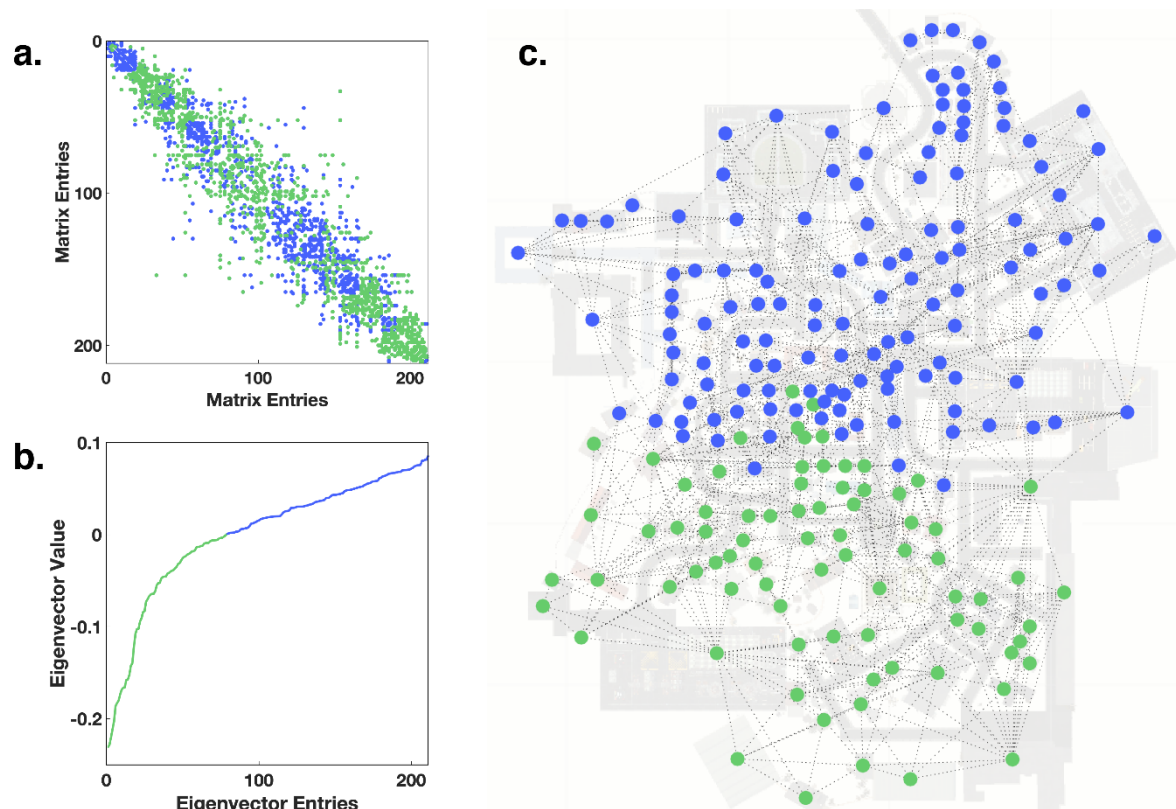 a.
0
100
200
Matrix Entries
0
100
200
Matrix Entries
b.
0.1
0
-0.1
-0.2
Eigenvector Value
0
100
200
Eigenvector Entries
c.